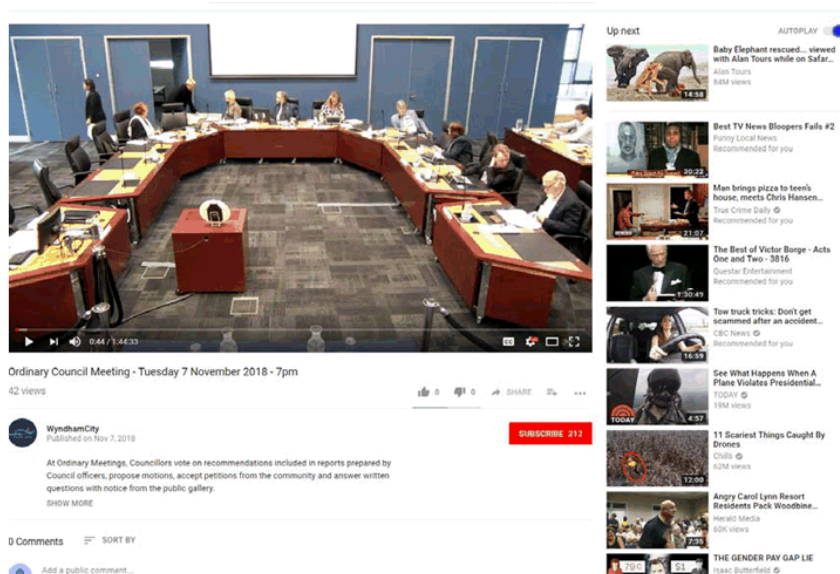 0:44 / 1:44:33
Ordinary Council Meeting - Tuesday 7 November 2018 - 7pm
42 views
0
0
SHARE
WyndhamCity
Published on Nov 7, 2018
SUBSCRIBE 212
At Ordinary Meetings, Councillors vote on recommendations included in reports prepared by
Council officers, propose motions, accept petitions from the community and answer written
questions with notice from the public gallery.
SHOW MORE
0 Comments
SORT BY
Add a public comment...
Up next
AUTOPLAY
Baby Elephant rescued... viewed
with Alan Tours while on Safar...
Alan Tours
64M views
14:58
Best TV News Bloopers Fails #2
Funny Local News
Recommended for you
20:22
Man brings pizza to teen's
house, meets Chris Hansen...
True Crime Daily
Recommended for you
21:07
The Best of Victor Borge - Acts
One and Two - 3816
Questar Entertainment
Recommended for you
1:30:49
Tow truck tricks: Don't get
scammed after an accident...
CBC News
Recommended for you
16:59
See What Happens When A
Plane Violates Presidential...
TODAY
19M views
TODAY
4:57
11 Scariest Things Caught By
Drones
Chills
62M views
12:00
Angry Carol Lynn Resort
Residents Pack Woodbine...
Herald Media
60K views
7:35
THE GENDER PAY GAP LIE
Isaac Butterfield
79¢
$1